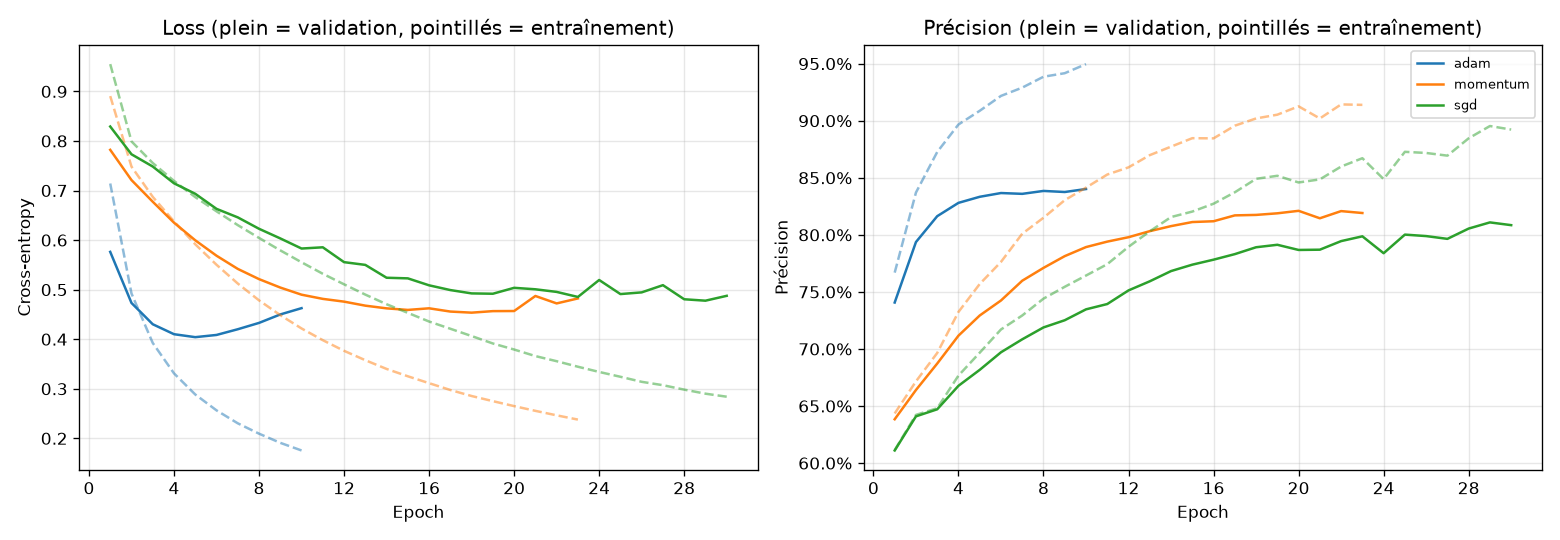 Loss (plein = validation, pointillés = entraînement)
Cross-entropy
0.9
0.8
0.7
0.6
0.5
0.4
0.3
0.2
0 4 8 12 16 20 24 28
Epoch
Précision (plein = validation, pointillés = entraînement)
Précision
95.0%
90.0%
85.0%
80.0%
75.0%
70.0%
65.0%
60.0%
adam
momentum
sgd
0 4 8 12 16 20 24 28
Epoch